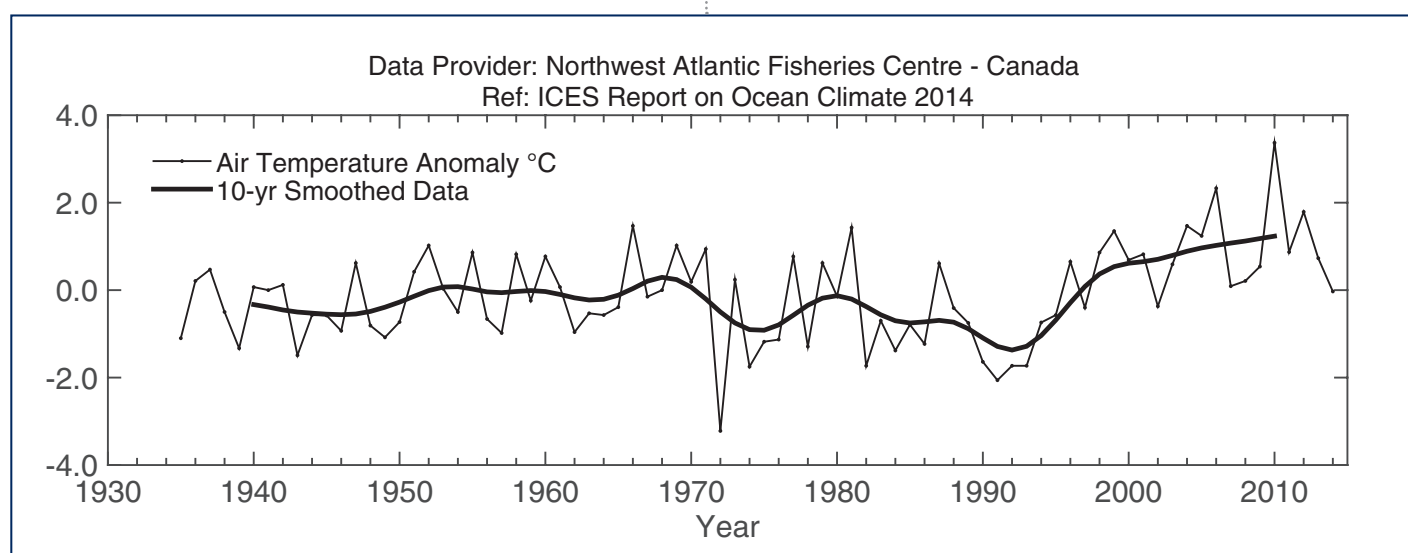 Data Provider: Northwest Atlantic Fisheries Centre - Canada
Ref: ICES Report on Ocean Climate 2014
4.0
Air Temperature Anomaly °C
10-yr Smoothed Data
2.0
0.0
-2.0
-4.0
1930 1940 1950 1960 1970 1980 1990 2000 2010
Year